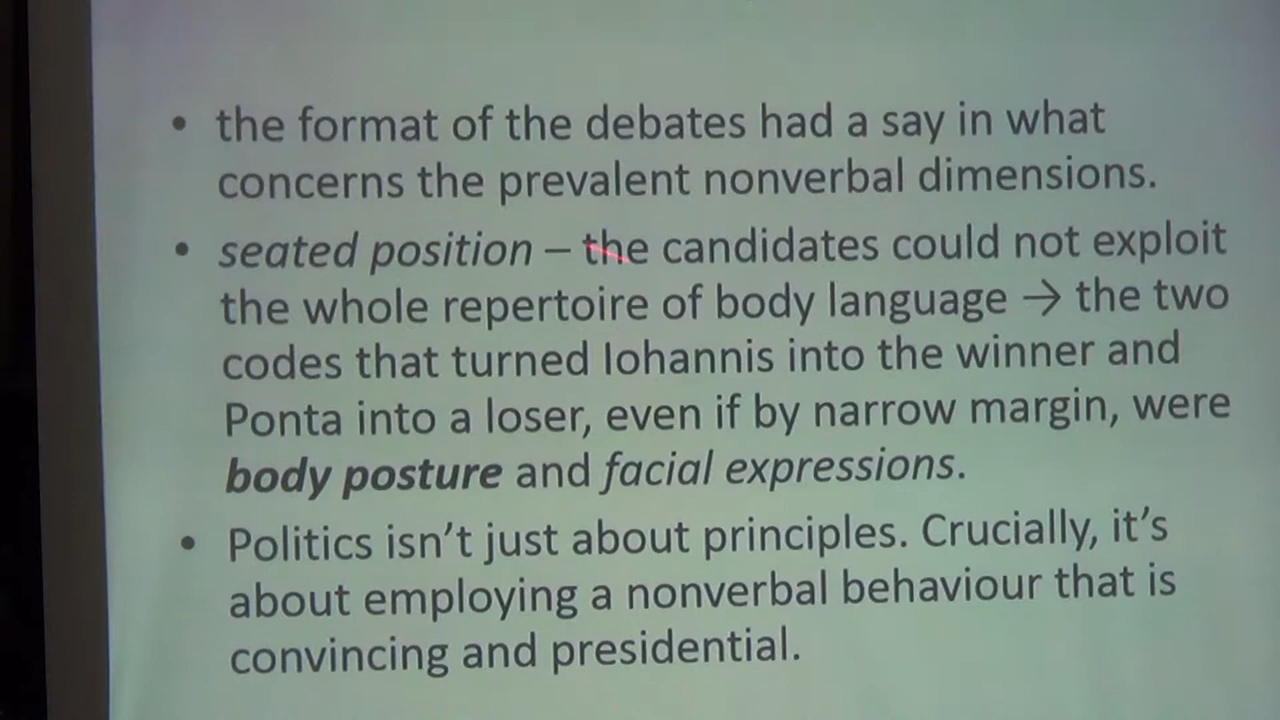 • the format of the debates had a say in what
concerns the prevalent nonverbal dimensions.
• seated position – the candidates could not exploit
the whole repertoire of body language → the two
codes that turned Iohannis into the winner and
Ponta into a loser, even if by narrow margin, were
body posture and facial expressions.
• Politics isn't just about principles. Crucially, it's
about employing a nonverbal behaviour that is
convincing and presidential.